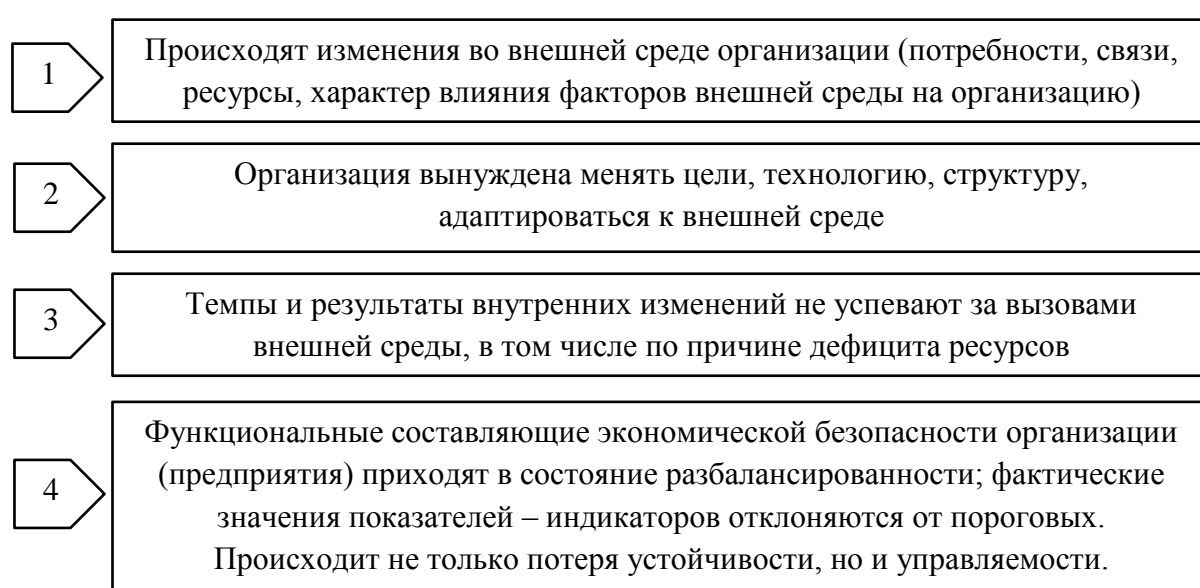 1
Происходят изменения во внешней среде организации (потребности, связи,
ресурсы, характер влияния факторов внешней среды на организацию)
2
Организация вынуждена менять цели, технологию, структуру,
адаптироваться к внешней среде
3
Темпы и результаты внутренних изменений не успевают за вызовами
внешней среды, в том числе по причине дефицита ресурсов
4
Функциональные составляющие экономической безопасности организации
(предприятия) приходят в состояние разбалансированности; фактические
значения показателей – индикаторов отклоняются от пороговых.
Происходит не только потеря устойчивости, но и управляемости.